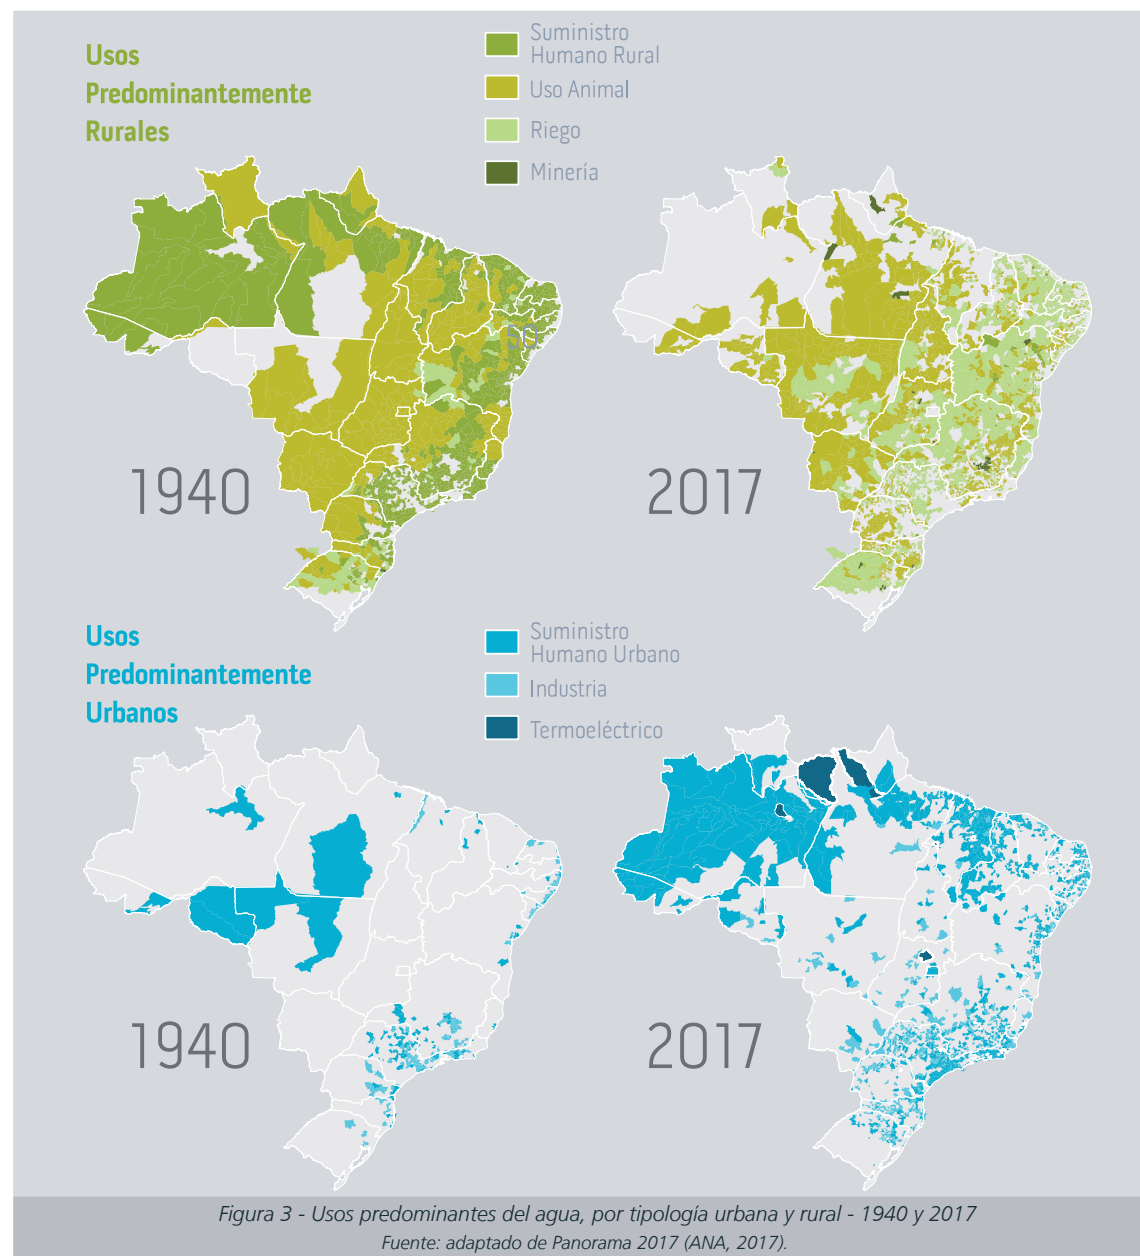 Usos
Predominantemente
Rurales
Suministro
Humano Rural
Uso Animal
Riego
Minería
50
1940
2017
Usos
Predominantemente
Urbanos
Suministro
Humano Urbano
Industria
Termoeléctrico
1940
2017
Figura 3 - Usos predominantes del agua, por tipología urbana y rural - 1940 y 2017
Fuente: adaptado de Panorama 2017 (ANA, 2017).